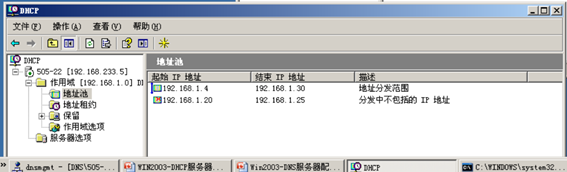 DHCP
文件(F) 操作(A) 查看(V) 帮助(H)
DHCP
505-22 [192.168.233.5]
作用域 [192.168.1.0] D
地址池
地址租约
保留
作用域选项
服务器选项
地址池
起始 IP 地址 结束 IP 地址 描述
192.168.1.4 192.168.1.30 地址分发范围
192.168.1.20 192.168.1.25 分发中不包括的 IP 地址
dnsmgmt - [DNS\505-... WIN2003-DHCP服务器... Win2003-DNS服务器配... DHCP C:\WINDOWS\system32...